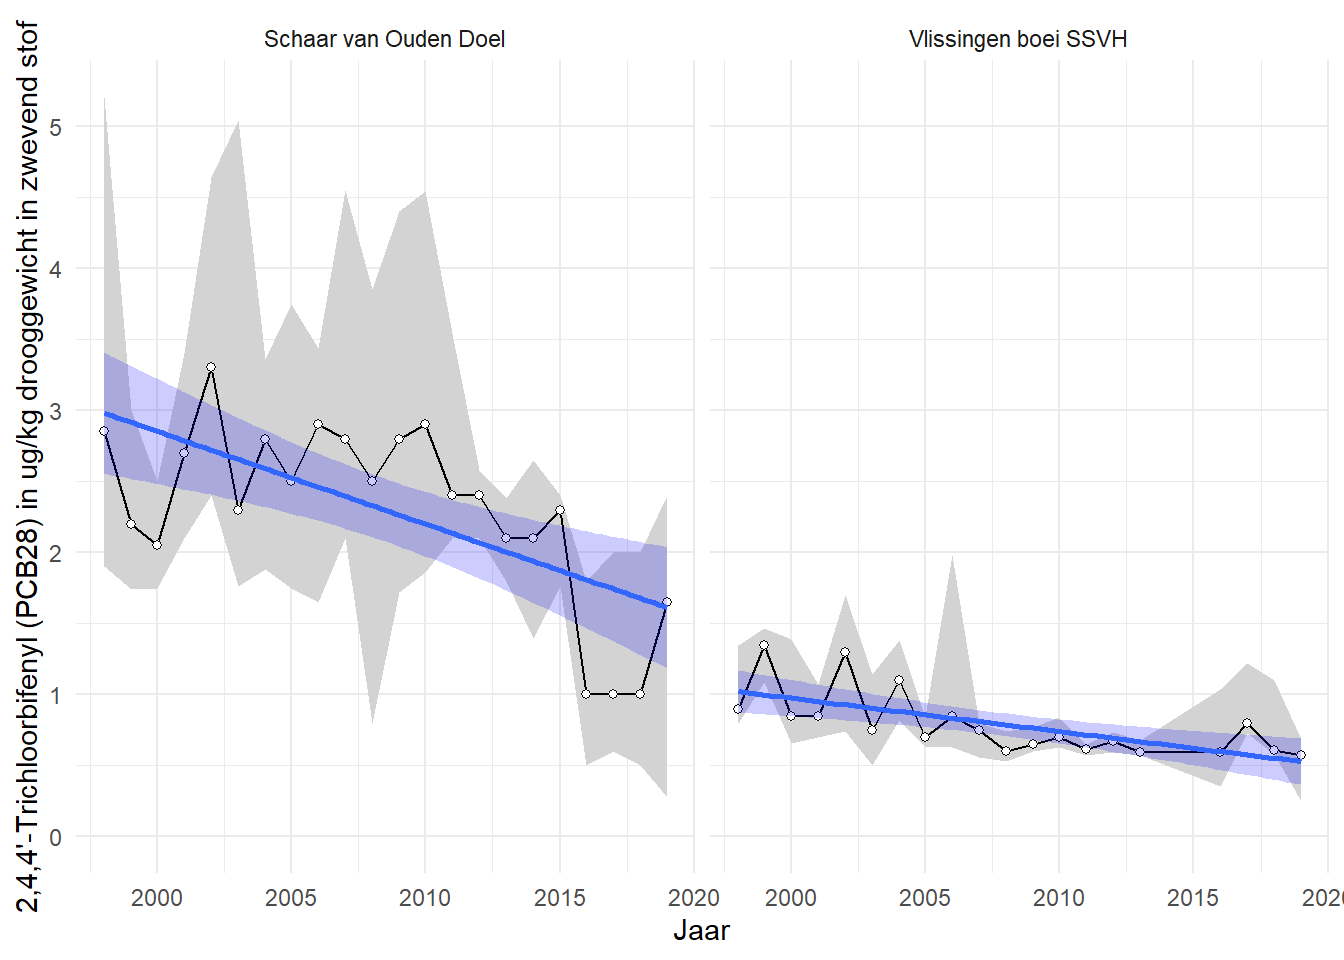 Schaar van Ouden Doel
Vlissingen boei SSVH
2,4,4'-Trichloorbifenyl (PCB28) in ug/kg drooggewicht in zwevend stof
5
4
3
2
1
0
2000 2005 2010 2015 2020
2000 2005 2010 2015 2020
Jaar